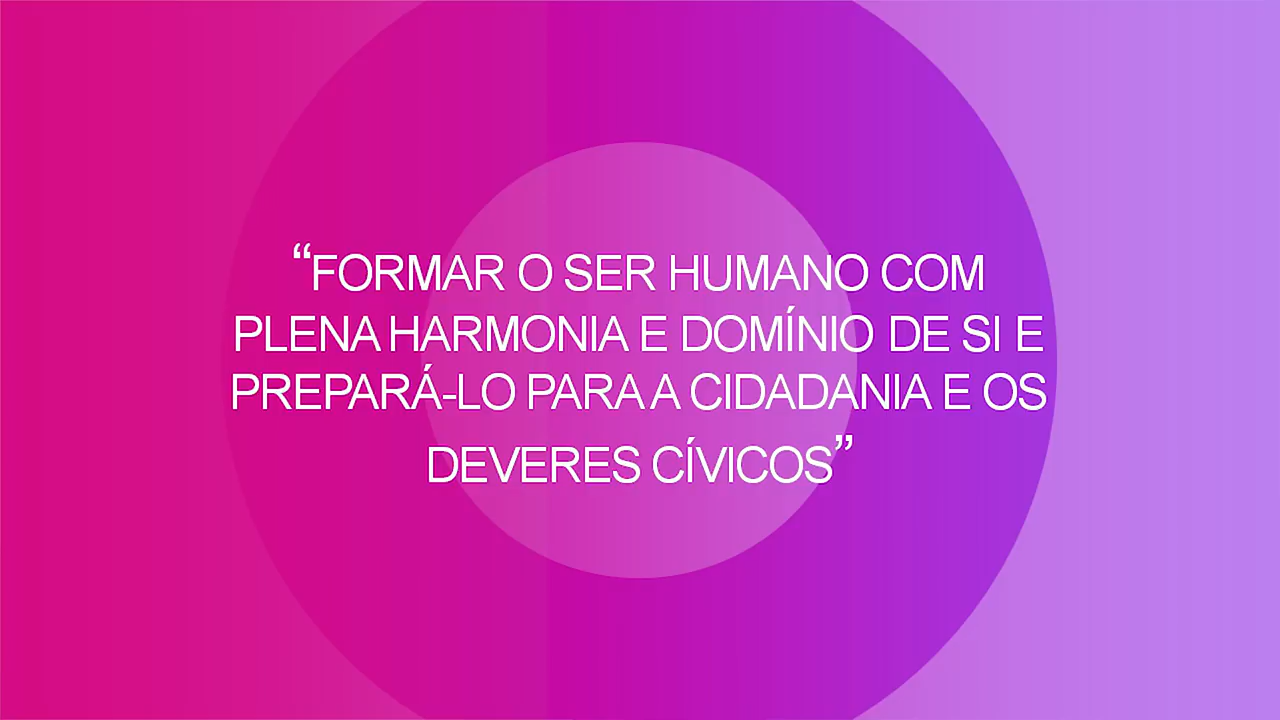 “FORMAR O SER HUMANO COM
PLENA HARMONIA E DOMÍNIO DE SI E
PREPARÁ-LO PARA A CIDADANIA E OS
DEVERES CÍVICOS”